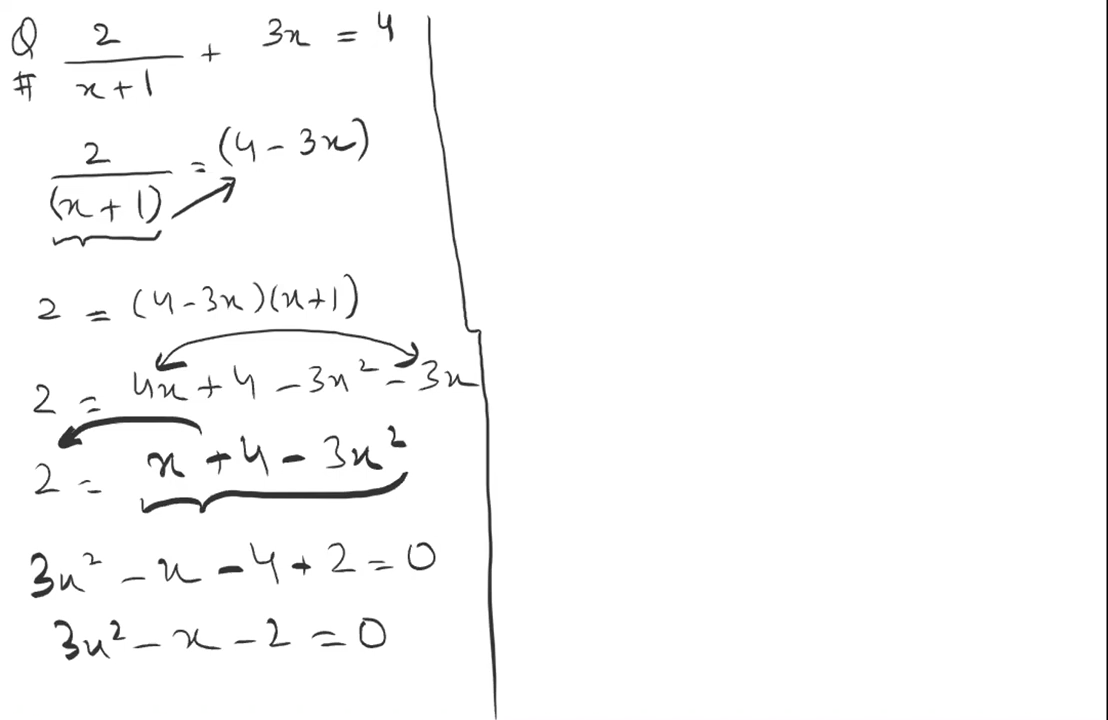 Q # 2/(x+1) + 3x = 4
2/(x+1) = (4 - 3x)
2 = (4-3x)(x+1)
2 = 4x + 4 - 3x² - 3x
2 = x + 4 - 3x²
3x² - x - 4 + 2 = 0
3x² - x - 2 = 0